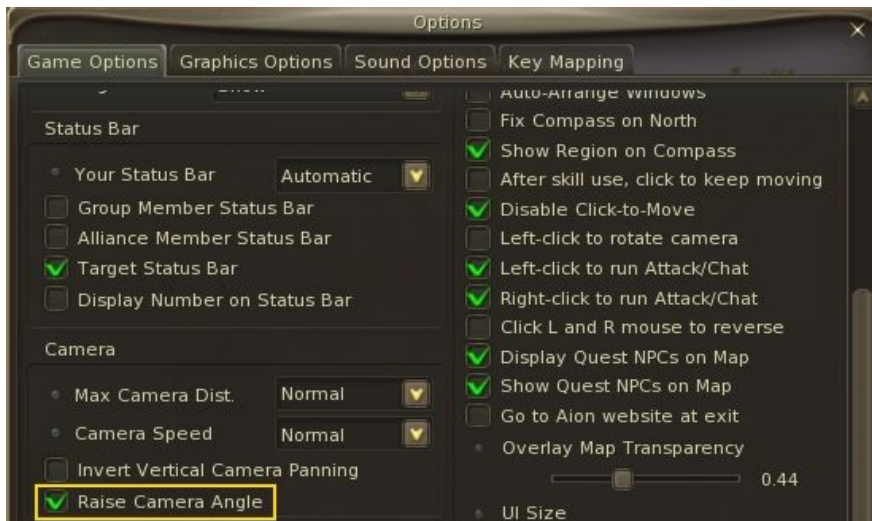 Options
Game Options
Graphics Options
Sound Options
Key Mapping
Status Bar
Your Status Bar
Automatic
Group Member Status Bar
Alliance Member Status Bar
Target Status Bar
Display Number on Status Bar
Camera
Max Camera Dist.
Normal
Camera Speed
Normal
Invert Vertical Camera Panning
Raise Camera Angle
Auto-Arrange Windows
Fix Compass on North
Show Region on Compass
After skill use, click to keep moving
Disable Click-to-Move
Left-click to rotate camera
Left-click to run Attack/Chat
Right-click to run Attack/Chat
Click L and R mouse to reverse
Display Quest NPCs on Map
Show Quest NPCs on Map
Go to Aion website at exit
Overlay Map Transparency
0.44
UI Size